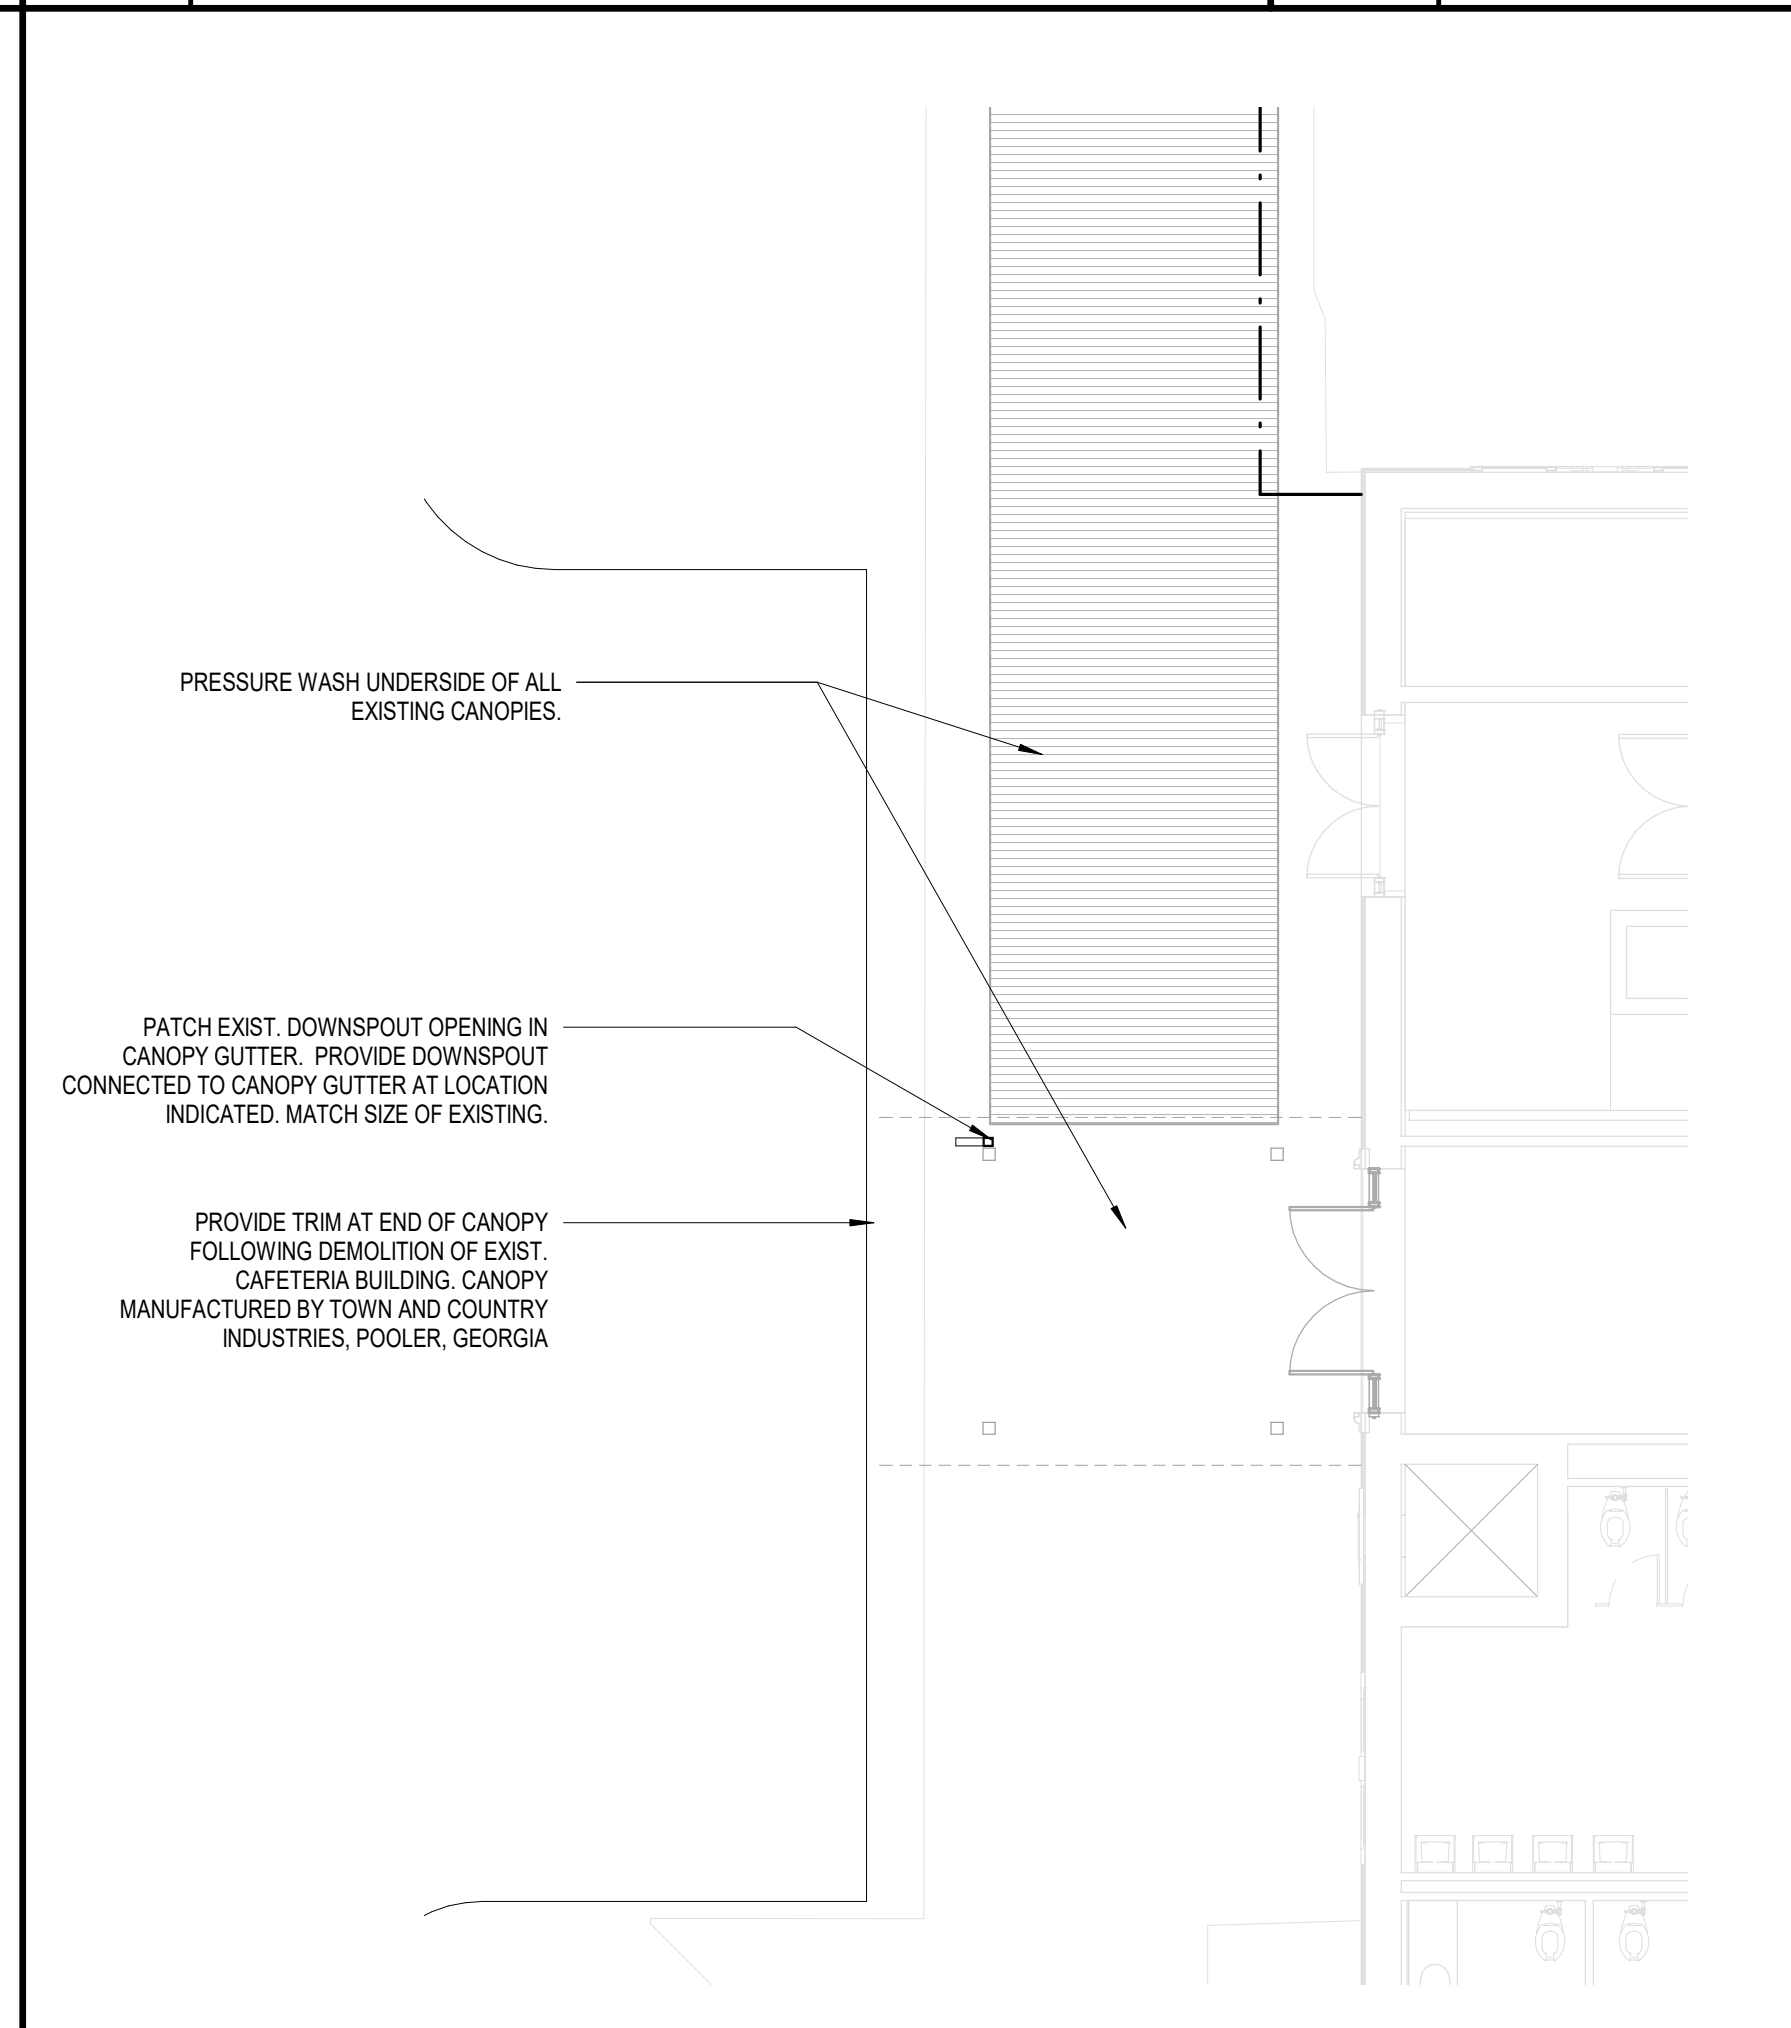 PRESSURE WASH UNDERSIDE OF ALL
EXISTING CANOPIES.
PATCH EXIST. DOWNSPOUT OPENING IN
CANOPY GUTTER.  PROVIDE DOWNSPOUT
CONNECTED TO CANOPY GUTTER AT LOCATION
INDICATED. MATCH SIZE OF EXISTING.
PROVIDE TRIM AT END OF CANOPY
FOLLOWING DEMOLITION OF EXIST.
CAFETERIA BUILDING. CANOPY
MANUFACTURED BY TOWN AND COUNTRY
INDUSTRIES, POOLER, GEORGIA